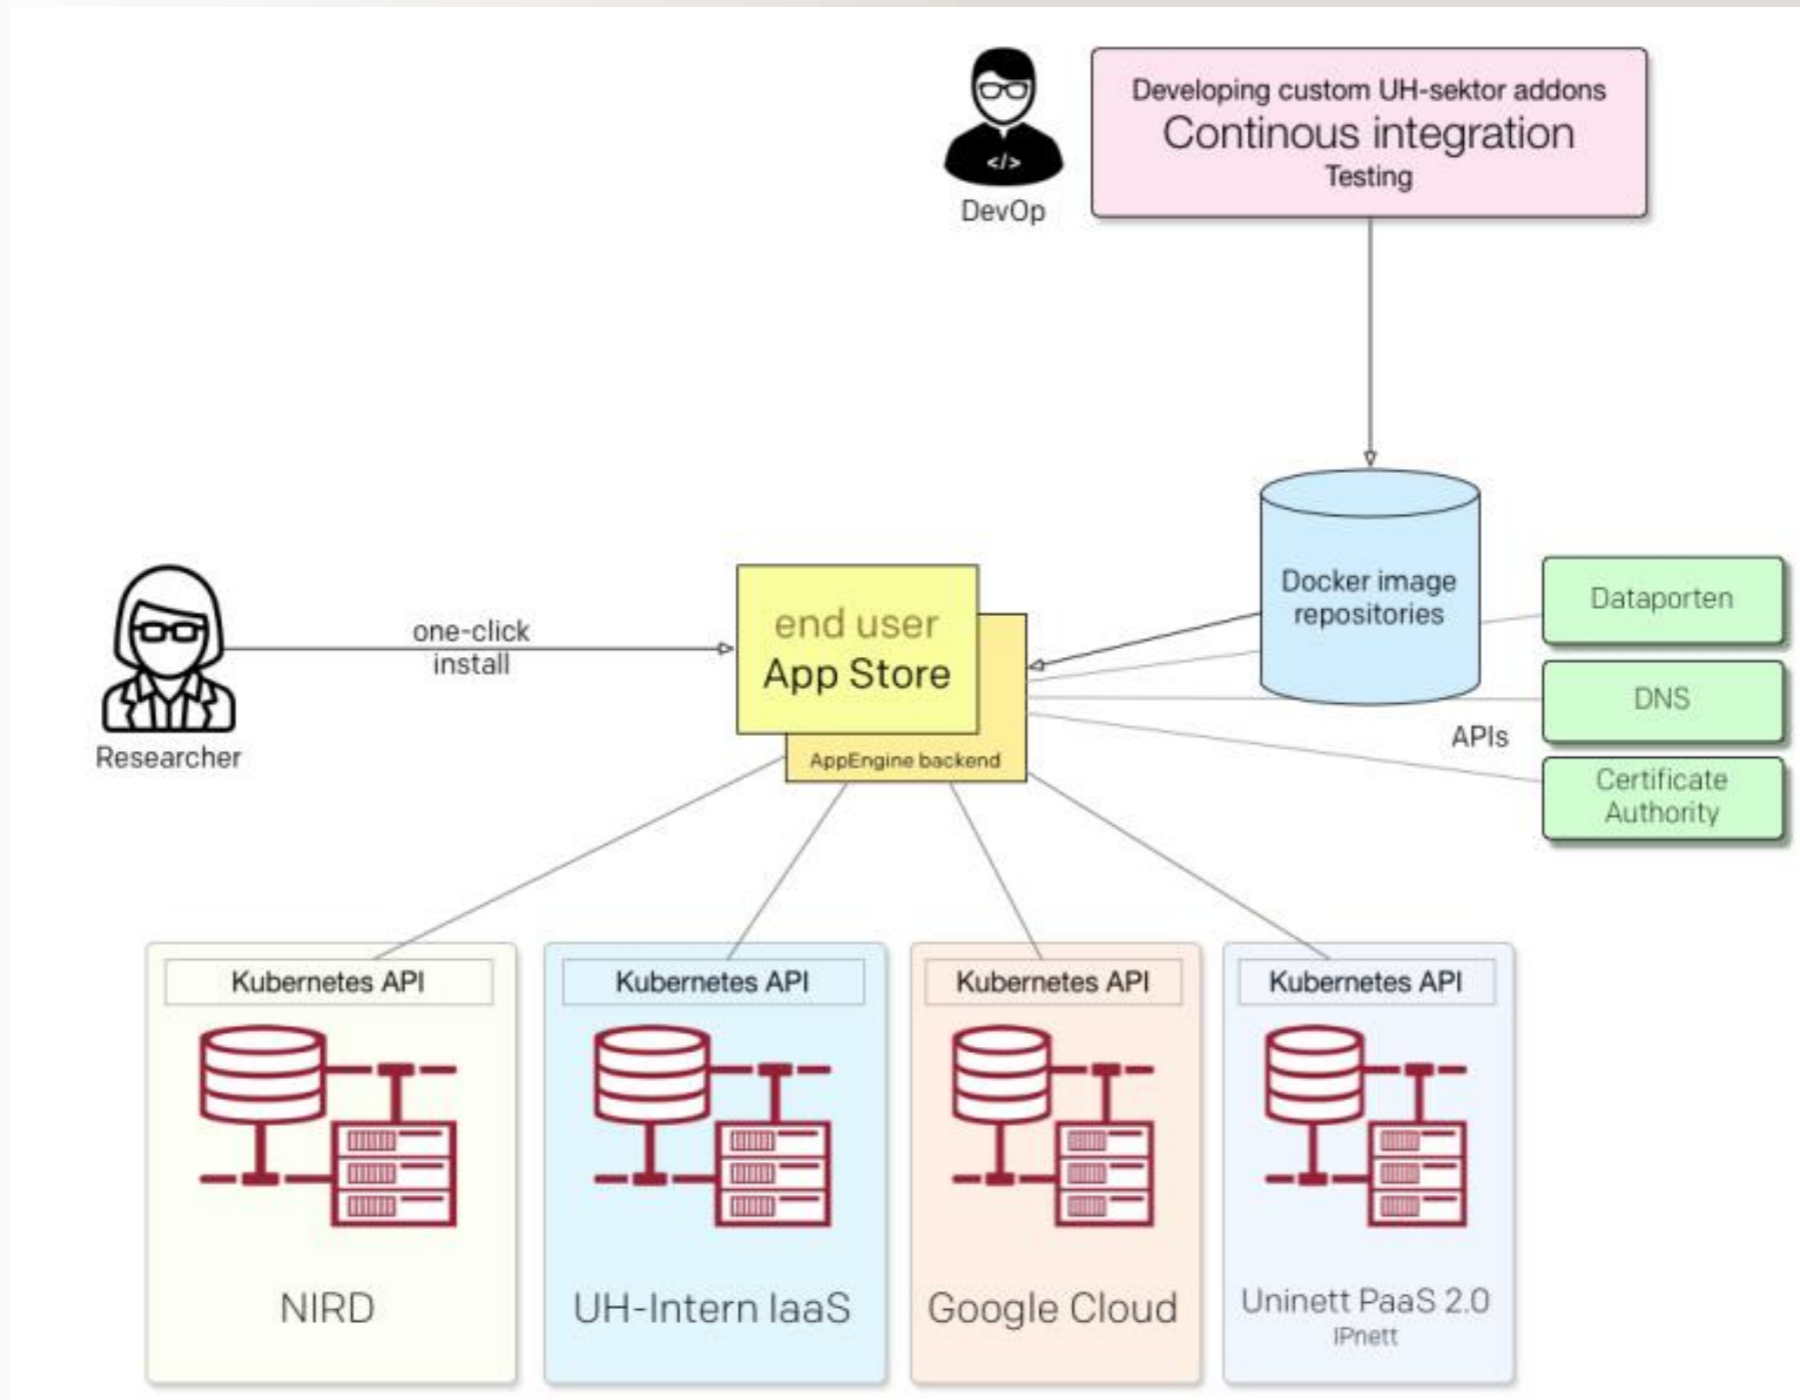 Developing custom UH-sektor addons
Continous integration
Testing
</>
DevOp
Docker image
repositories
Dataporten
DNS
APIs
Certificate
Authority
one-click
install
end user
App Store
AppEngine backend
Researcher
Kubernetes API
NIRD
Kubernetes API
UH-Intern IaaS
Kubernetes API
Google Cloud
Kubernetes API
Uninett PaaS 2.0
IPnett